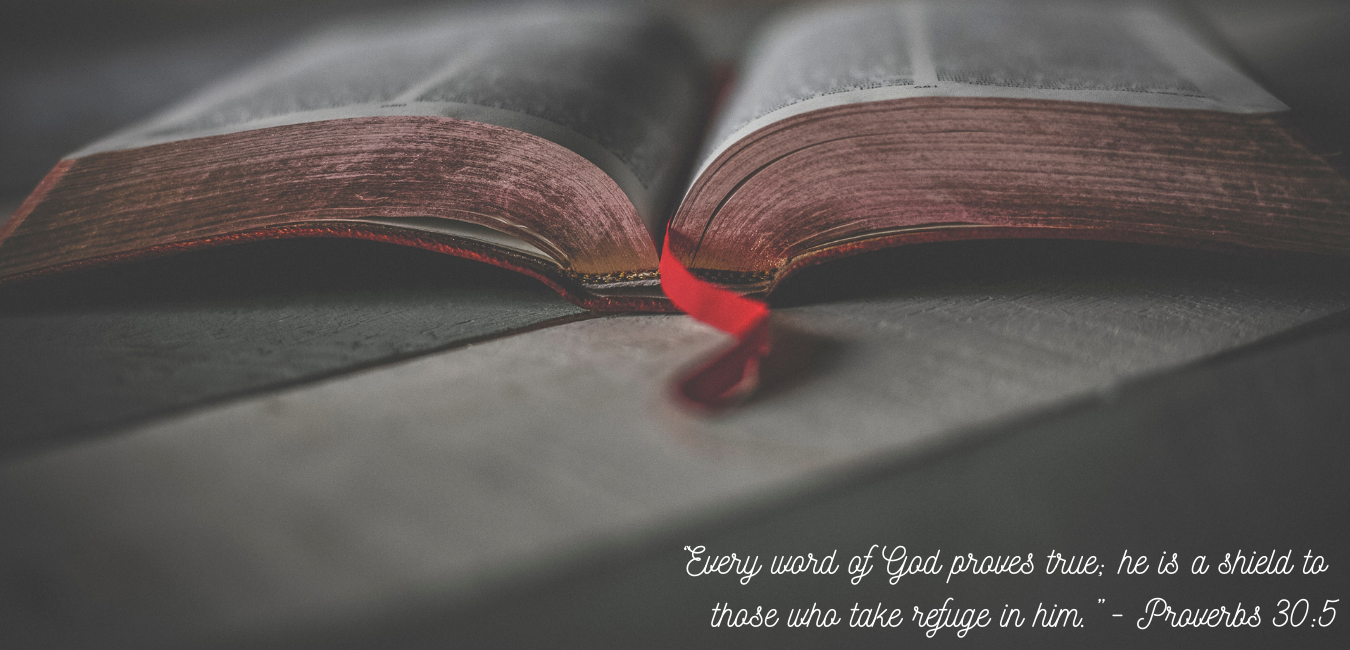 "Every word of God proves true; he is a shield to
those who take refuge in him." - Proverbs 30:5